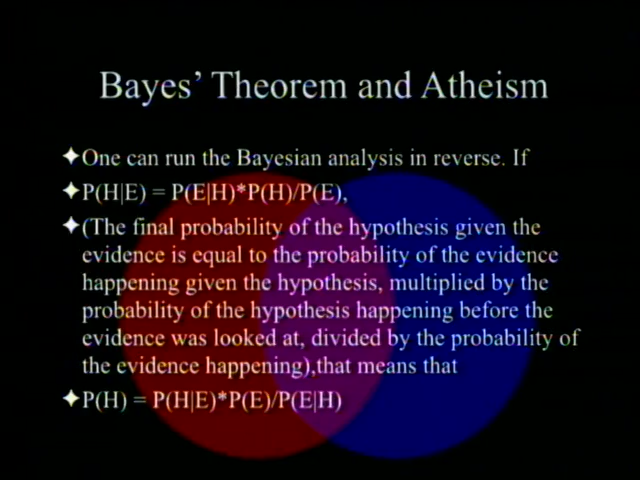 Bayes' Theorem and Atheism
✦One can run the Bayesian analysis in reverse. If
✦P(H|E) = P(E|H)*P(H)/P(E),
✦(The final probability of the hypothesis given the
evidence is equal to the probability of the evidence
happening given the hypothesis, multiplied by the
probability of the hypothesis happening before the
evidence was looked at, divided by the probability of
the evidence happening),that means that
✦P(H) = P(H|E)*P(E)/P(E|H)